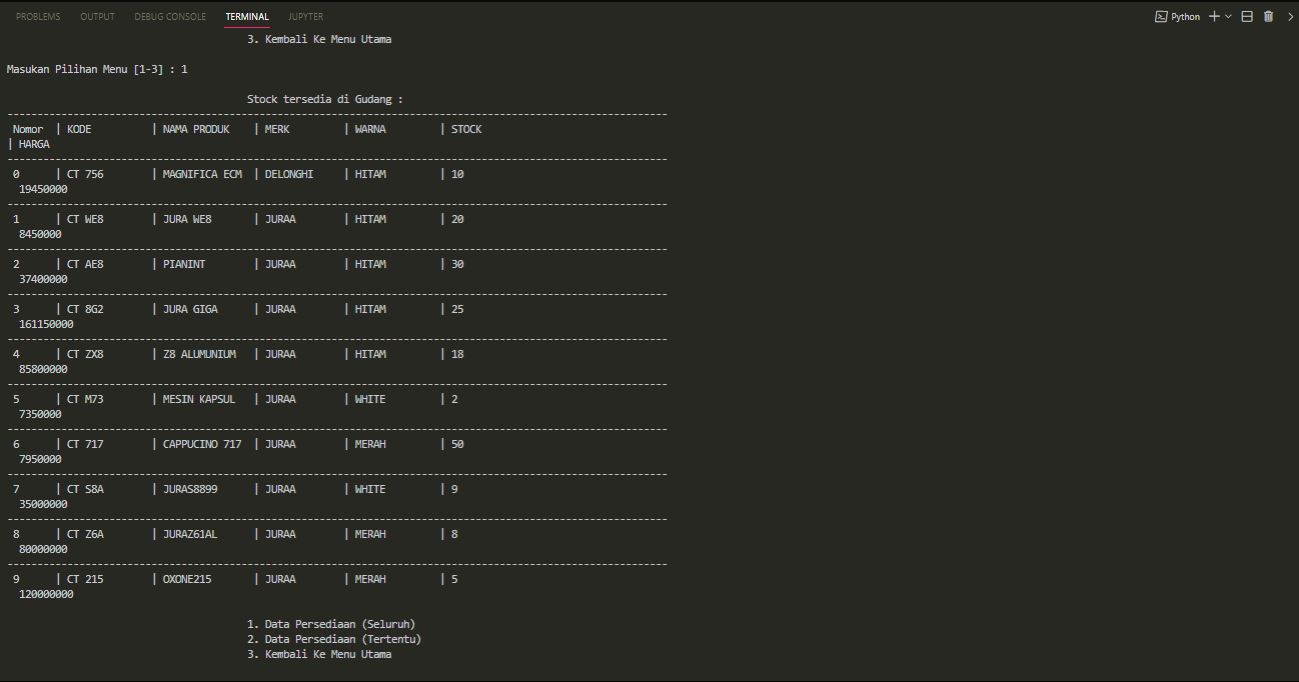 PROBLEMS OUTPUT DEBUG CONSOLE TERMINAL JUPYTER Python
3. Kembali Ke Menu Utama
Masukan Pilihan Menu [1-3] : 1
Stock tersedia di Gudang :
-------------------------------------------------------------------------------------------------------------
Nomor | KODE | NAMA PRODUK | MERK | WARNA | STOCK
| HARGA
-------------------------------------------------------------------------------------------------------------
0 | CT 756 | MAGNIFICA ECM | DELONGHI | HITAM | 10
19450000
-------------------------------------------------------------------------------------------------------------
1 | CT WE8 | JURA WE8 | JURAA | HITAM | 20
8450000
-------------------------------------------------------------------------------------------------------------
2 | CT AE8 | PIANINT | JURAA | HITAM | 30
37400000
-------------------------------------------------------------------------------------------------------------
3 | CT 8G2 | JURA GIGA | JURAA | HITAM | 25
161150000
-------------------------------------------------------------------------------------------------------------
4 | CT ZX8 | Z8 ALUMUNIUM | JURAA | HITAM | 18
85800000
-------------------------------------------------------------------------------------------------------------
5 | CT M73 | MESIN KAPSUL | JURAA | WHITE | 2
7350000
-------------------------------------------------------------------------------------------------------------
6 | CT 717 | CAPPUCINO 717 | JURAA | MERAH | 50
7950000
-------------------------------------------------------------------------------------------------------------
7 | CT S8A | JURAS8899 | JURAA | WHITE | 9
35000000
-------------------------------------------------------------------------------------------------------------
8 | CT Z6A | JURAZ61AL | JURAA | MERAH | 8
80000000
-------------------------------------------------------------------------------------------------------------
9 | CT 215 | OXONE215 | JURAA | MERAH | 5
120000000
1. Data Persediaan (Seluruh)
2. Data Persediaan (Tertentu)
3. Kembali Ke Menu Utama